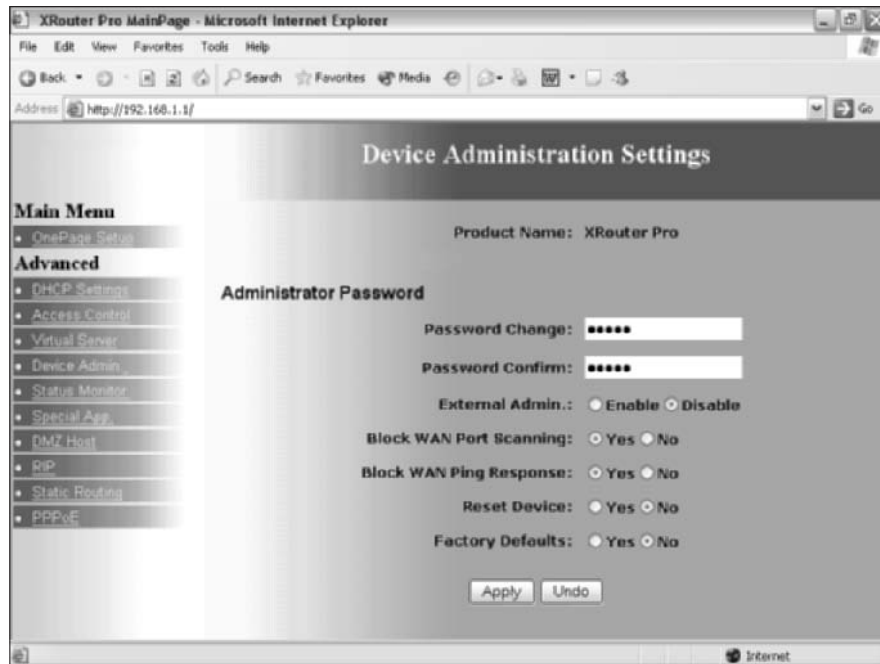 XRouter Pro MainPage - Microsoft Internet Explorer
File Edit View Favorites Tools Help
Back Search Favorites Media
Address http://192.168.1.1/ Go
Device Administration Settings
Main Menu
OnePage Setup
Advanced
DHCP Settings
Access Control
Virtual Server
Device Admin
Status Monitor
Special App.
DMZ Host
RIP
Static Routing
PPPoE
Product Name: XRouter Pro
Administrator Password
Password Change: •••••
Password Confirm: •••••
External Admin.: Enable Disable
Block WAN Port Scanning: Yes No
Block WAN Ping Response: Yes No
Reset Device: Yes No
Factory Defaults: Yes No
Apply Undo
Internet